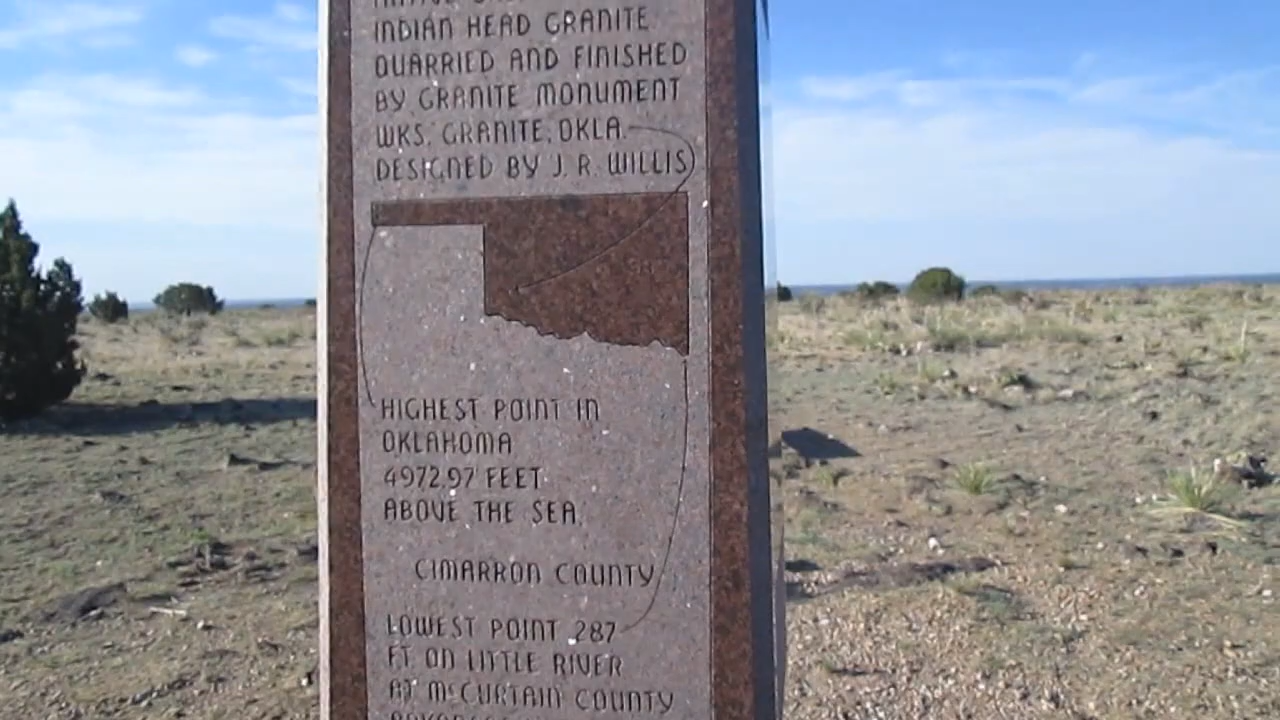 INDIAN HEAD GRANITE
QUARRIED AND FINISHED
BY GRANITE MONUMENT
WKS. GRANITE, OKLA.
DESIGNED BY J. R. WILLIS
HIGHEST POINT IN
OKLAHOMA
4972.97 FEET
ABOVE THE SEA.
CIMARRON COUNTY
LOWEST POINT 287
FT ON LITTLE RIVER
AT McCURTAIN COUNTY